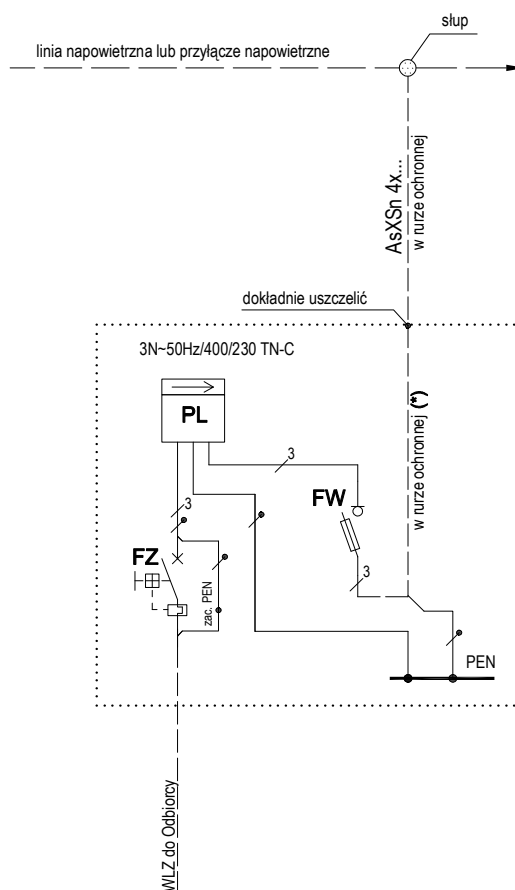 słup
linia napowietrzna lub przyłącze napowietrzne
AsXSn 4x...
w rurze ochronnej
dokładnie uszczelić
3N~50Hz/400/230 TN-C
PL
w rurze ochronnej (*)
3
FW
3
FZ
3
zac. PEN
PEN
WLZ do Odbiorcy